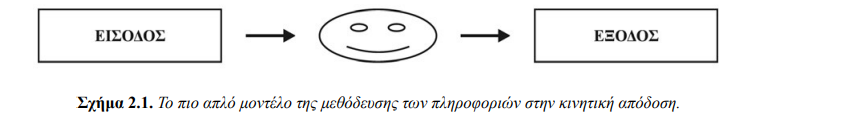 ΕΙΣΟΔΟΣ ΕΞΟΔΟΣ
Σχήμα 2.1. Το πιο απλό μοντέλο της μεθόδευσης των πληροφοριών στην κινητική απόδοση.